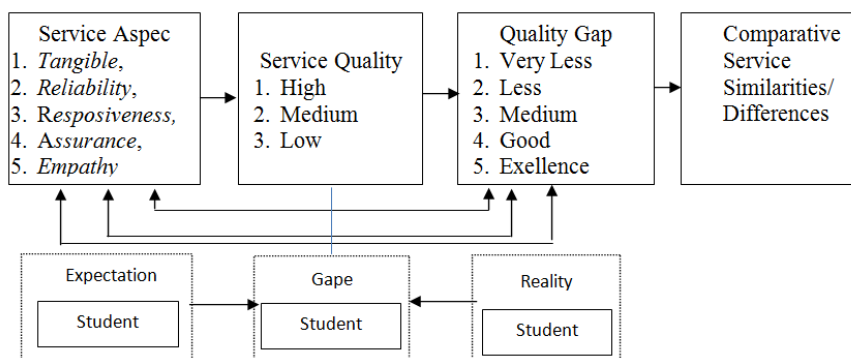 Service Aspec
1. Tangible,
2. Reliability,
3. Resposiveness,
4. Assurance,
5. Empathy
Service Quality
1. High
2. Medium
3. Low
Quality Gap
1. Very Less
2. Less
3. Medium
4. Good
5. Exellence
Comparative
Service
Similarities/
Differences
Expectation
Student
Gape
Student
Reality
Student